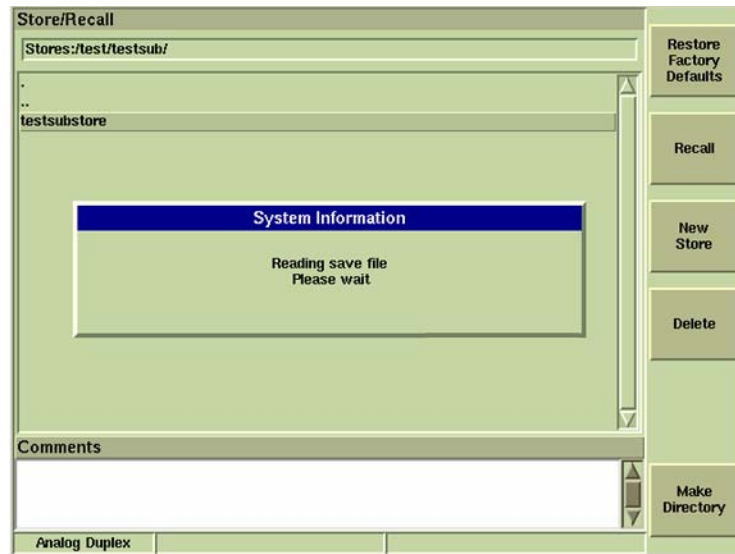 Store/Recall
Stores:/test/testsub/
.
..
testsubstore
System Information
Reading save file
Please wait
Comments
Analog Duplex
Restore
Factory
Defaults
Recall
New
Store
Delete
Make
Directory